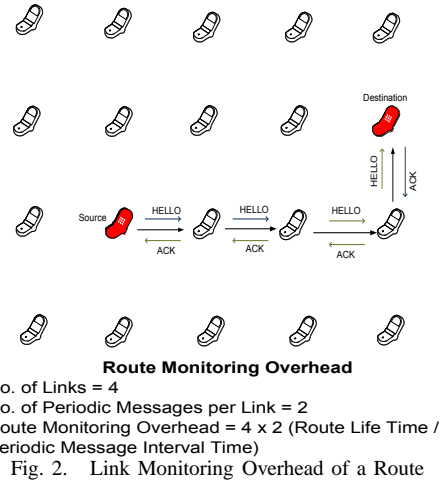 Destination
HELLO
ACK
Source
HELLO
HELLO
HELLO
ACK
ACK
ACK
Route Monitoring Overhead
o. of Links = 4
o. of Periodic Messages per Link = 2
oute Monitoring Overhead = 4 x 2 (Route Life Time /
eriodic Message Interval Time)
Fig. 2. Link Monitoring Overhead of a Route